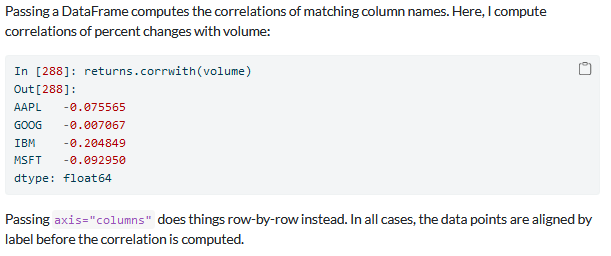 Passing a DataFrame computes the correlations of matching column names. Here, I compute
correlations of percent changes with volume:
In [288]: returns.corrwith(volume)
Out[288]:
AAPL   -0.075565
GOOG   -0.007067
IBM    -0.204849
MSFT   -0.092950
dtype: float64
Passing axis="columns" does things row-by-row instead. In all cases, the data points are aligned by
label before the correlation is computed.